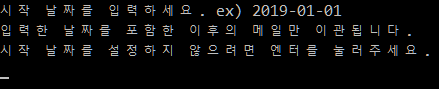 시작 날짜를 입력하세요. ex) 2019-01-01
입력한 날짜를 포함한 이후의 메일만 이관됩니다.
시작 날짜를 설정하지 않으려면 엔터를 눌러주세요.